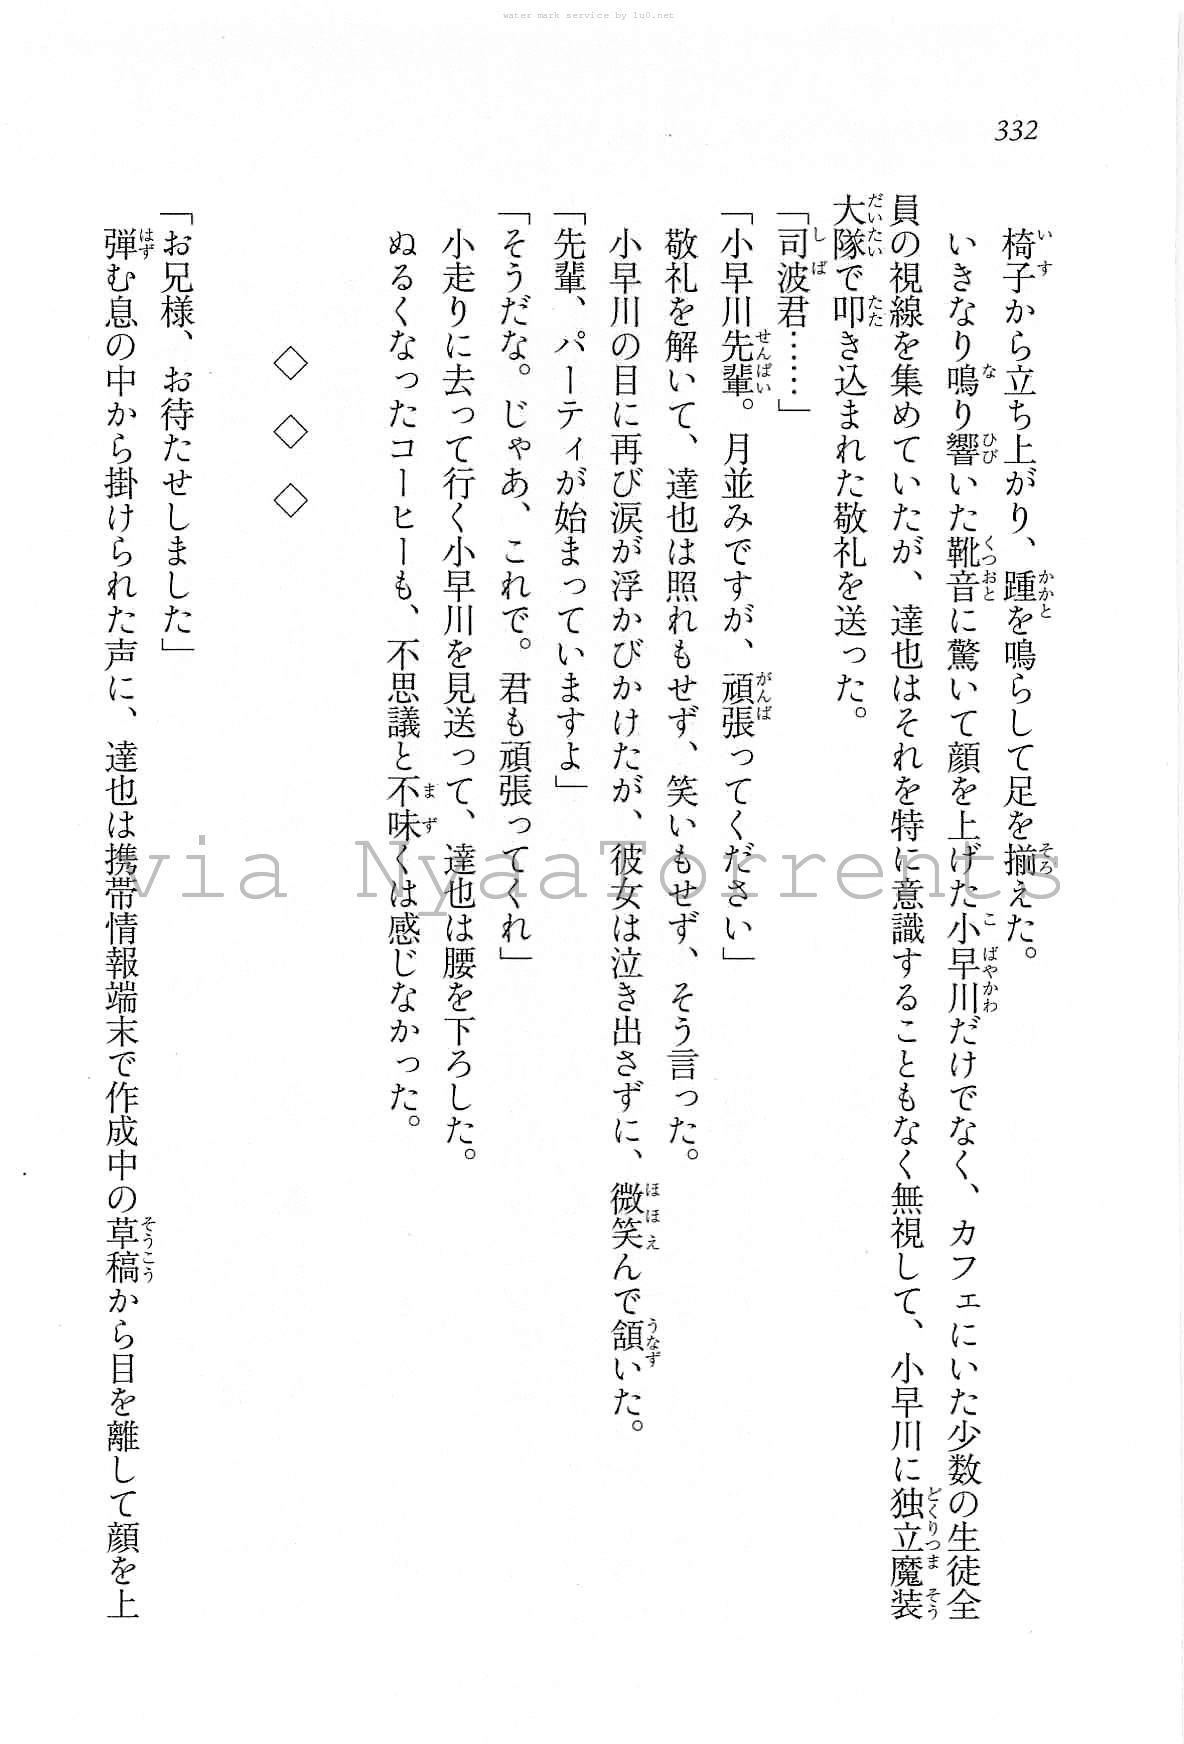 water mark service by lu0.net
332
椅子から立ち上がり、踵を鳴らして足を揃えた。
いきなり鳴り響いた靴音に驚いて顔を上げた小早川だけでなく、カフェにいた少数の生徒全
員の視線を集めていたが、達也はそれを特に意識することもなく無視して、小早川に独立魔装
大隊で叩き込まれた敬礼を送った。
「司波君……」
「小早川先輩。月並みですが、頑張ってください」
敬礼を解いて、達也は照れもせず、笑いもせず、そう言った。
小早川の目に再び涙が浮かびかけたが、彼女は泣き出さずに、微笑んで頷いた。
「先輩、パーティが始まっていますよ」
「そうだな。じゃあ、これで。君も頑張ってくれ」
小走りに去って行く小早川を見送って、達也は腰を下ろした。
ぬるくなったコーヒーも、不思議と不味くは感じなかった。
◇ ◇ ◇
「お兄様、お待たせしました」
弾む息の中から掛けられた声に、達也は携帯情報端末で作成中の草稿から目を離して顔を上
via NyaaTorrents